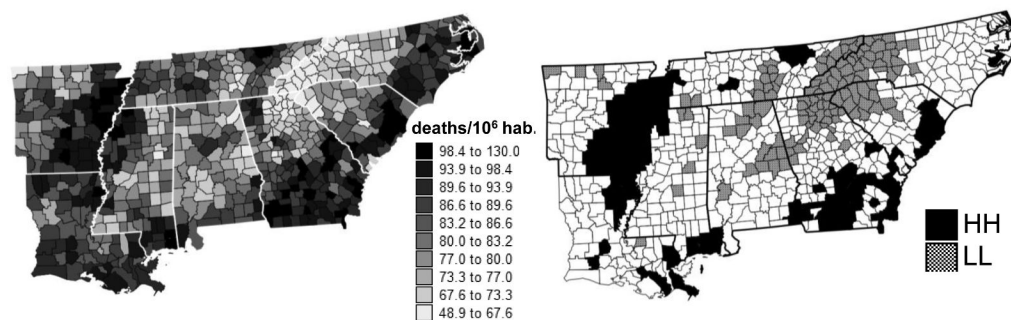 deaths/10⁶ hab.
98.4 to 130.0
93.9 to 98.4
89.6 to 93.9
86.6 to 89.6
83.2 to 86.6
80.0 to 83.2
77.0 to 80.0
73.3 to 77.0
67.6 to 73.3
48.9 to 67.6
HH
LL